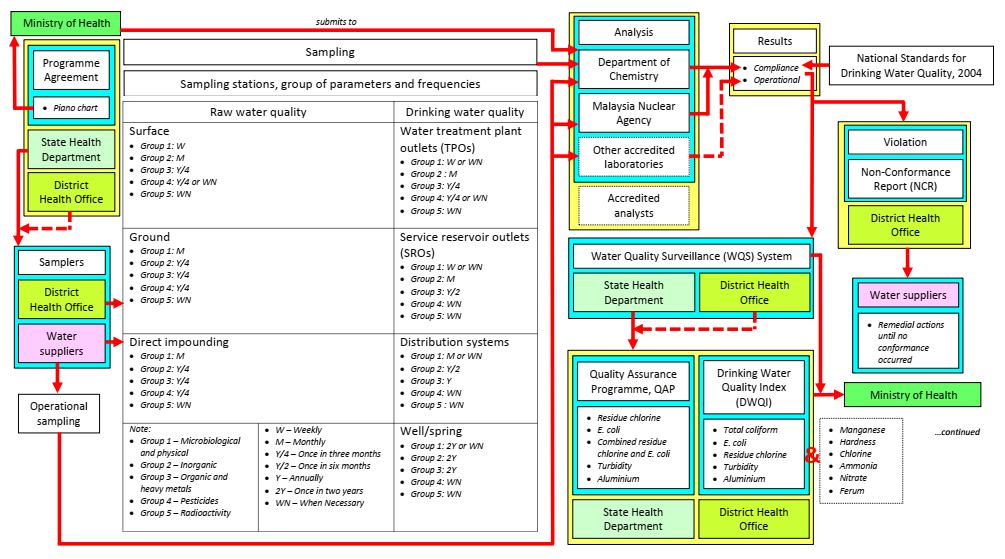 Ministry of Health
submits to
Programme
Agreement
• Piano chart
State Health
Department
District
Health Office
Samplers
District
Health Office
Water
suppliers
Operational
sampling
Sampling
Sampling stations, group of parameters and frequencies
Raw water quality
Drinking water quality
Surface
• Group 1: W
• Group 2: M
• Group 3: Y/4
• Group 4: Y/4 or WN
• Group 5: WN
Water treatment plant
outlets (TPOs)
• Group 1: W or WN
• Group 2 : M
• Group 3: Y/4
• Group 4: Y/4 or WN
• Group 5: WN
Ground
• Group 1: M
• Group 2: Y/4
• Group 3: Y/4
• Group 4: Y/4
• Group 5: WN
Service reservoir outlets
(SROs)
• Group 1: W or WN
• Group 2: M
• Group 3: Y/2
• Group 4: WN
• Group 5: WN
Direct impounding
• Group 1: M
• Group 2: Y/4
• Group 3: Y/4
• Group 4: Y/4
• Group 5: WN
Distribution systems
• Group 1: M or WN
• Group 2: Y/2
• Group 3: Y
• Group 4: WN
• Group 5 : WN
Note:
• Group 1 – Microbiological
and physical
• Group 2 – Inorganic
• Group 3 – Organic and
heavy metals
• Group 4 – Pesticides
• Group 5 – Radioactivity
• W – Weekly
• M – Monthly
• Y/4 – Once in three months
• Y/2 – Once in six months
• Y – Annually
• 2Y – Once in two years
• WN – When Necessary
Well/spring
• Group 1: 2Y or WN
• Group 2: 2Y
• Group 3: 2Y
• Group 4: WN
• Group 5: WN
Analysis
Department of
Chemistry
Malaysia Nuclear
Agency
Other accredited
laboratories
Accredited
analysts
Results
• Compliance
• Operational
National Standards for
Drinking Water Quality, 2004
Violation
Non-Conformance
Report (NCR)
District Health
Office
Water suppliers
• Remedial actions
until no
conformance
occurred
Water Quality Surveillance (WQS) System
State Health
Department
District Health
Office
Quality Assurance
Programme, QAP
• Residue chlorine
• E. coli
• Combined residue
chlorine and E. coli
• Turbidity
• Aluminium
Drinking Water
Quality Index
(DWQI)
• Total coliform
• E. coli
• Residue chlorine
• Turbidity
• Aluminium
State Health
Department
District Health
Office
Ministry of Health
&
• Manganese
• Hardness
• Chlorine
• Ammonia
• Nitrate
• Ferum
...continued